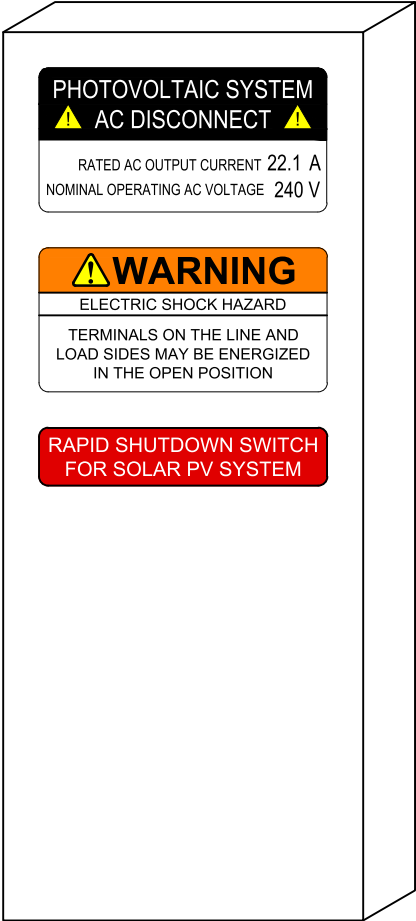 PHOTOVOLTAIC SYSTEM
AC DISCONNECT
RATED AC OUTPUT CURRENT 22.1 A
NOMINAL OPERATING AC VOLTAGE 240 V
WARNING
ELECTRIC SHOCK HAZARD
TERMINALS ON THE LINE AND
LOAD SIDES MAY BE ENERGIZED
IN THE OPEN POSITION
RAPID SHUTDOWN SWITCH
FOR SOLAR PV SYSTEM